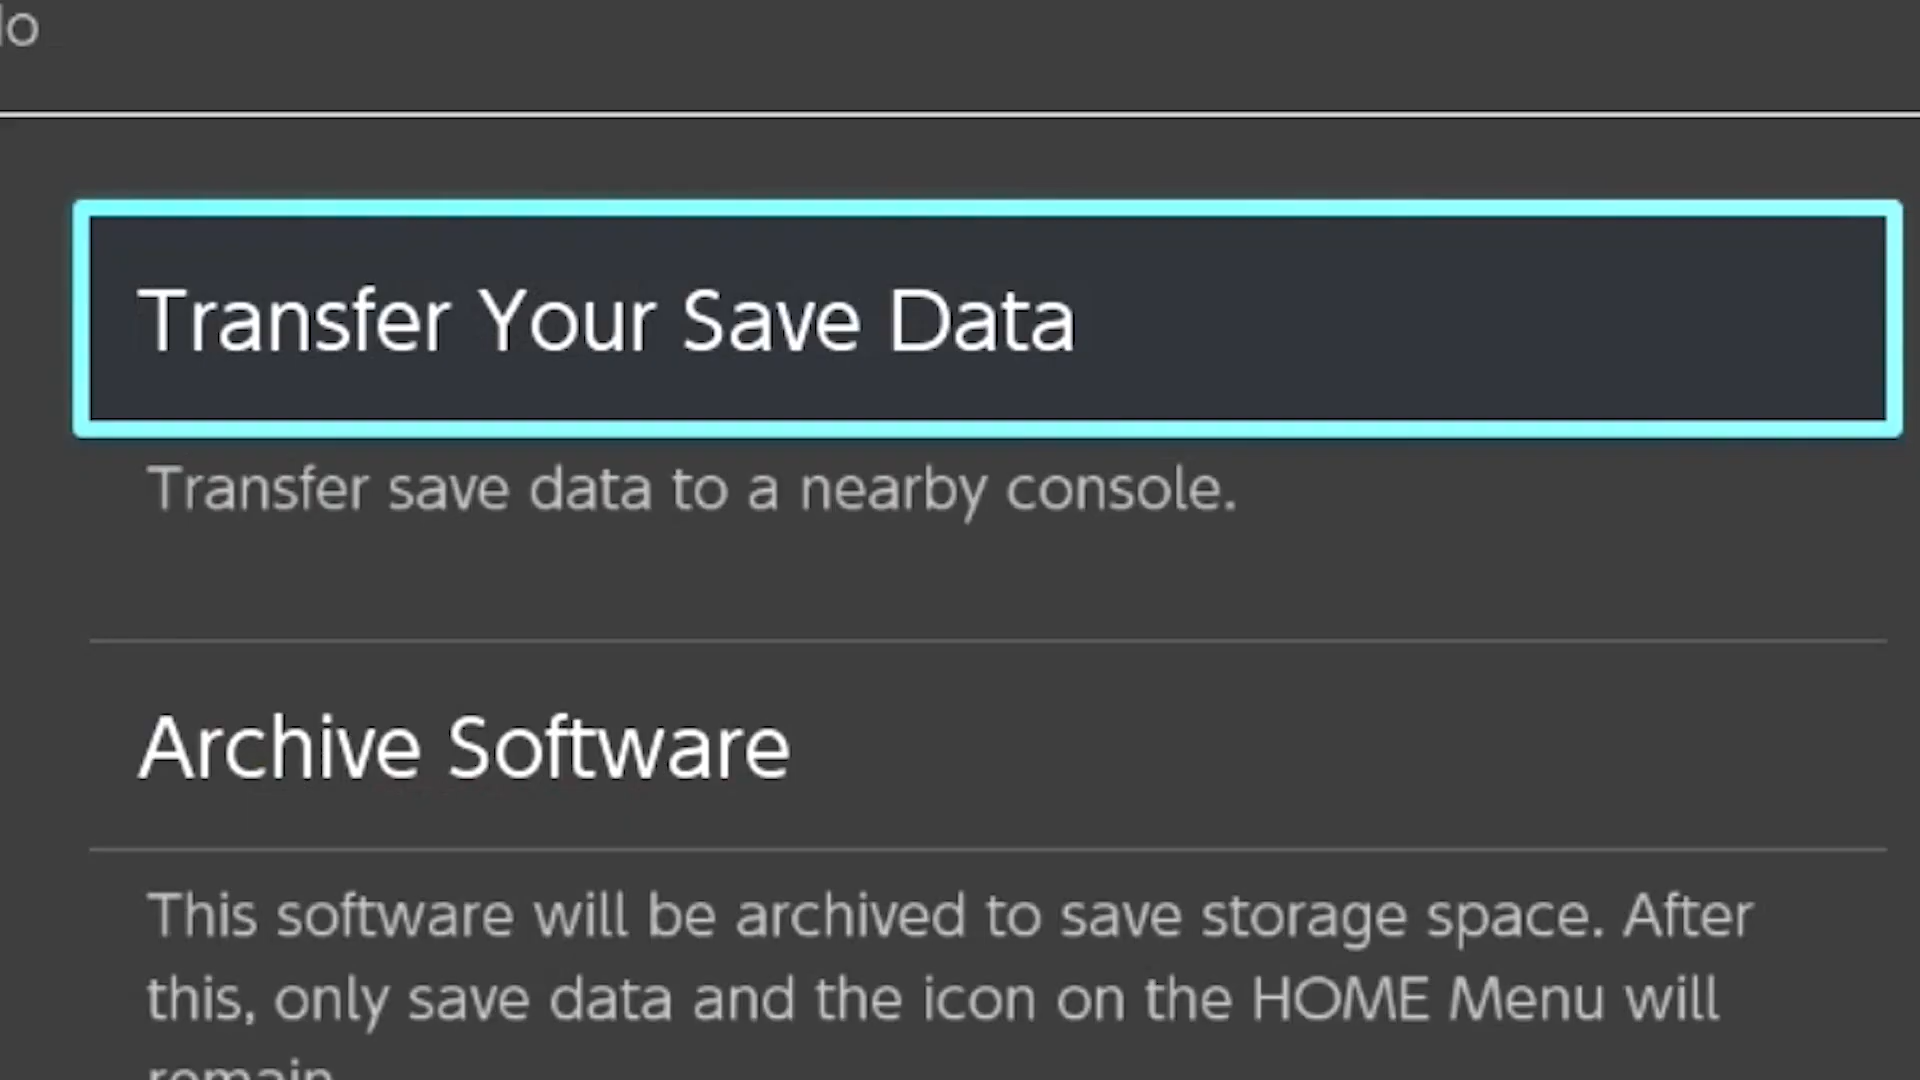 Transfer Your Save Data
Transfer save data to a nearby console.
Archive Software
This software will be archived to save storage space. After
this, only save data and the icon on the HOME Menu will
remain.